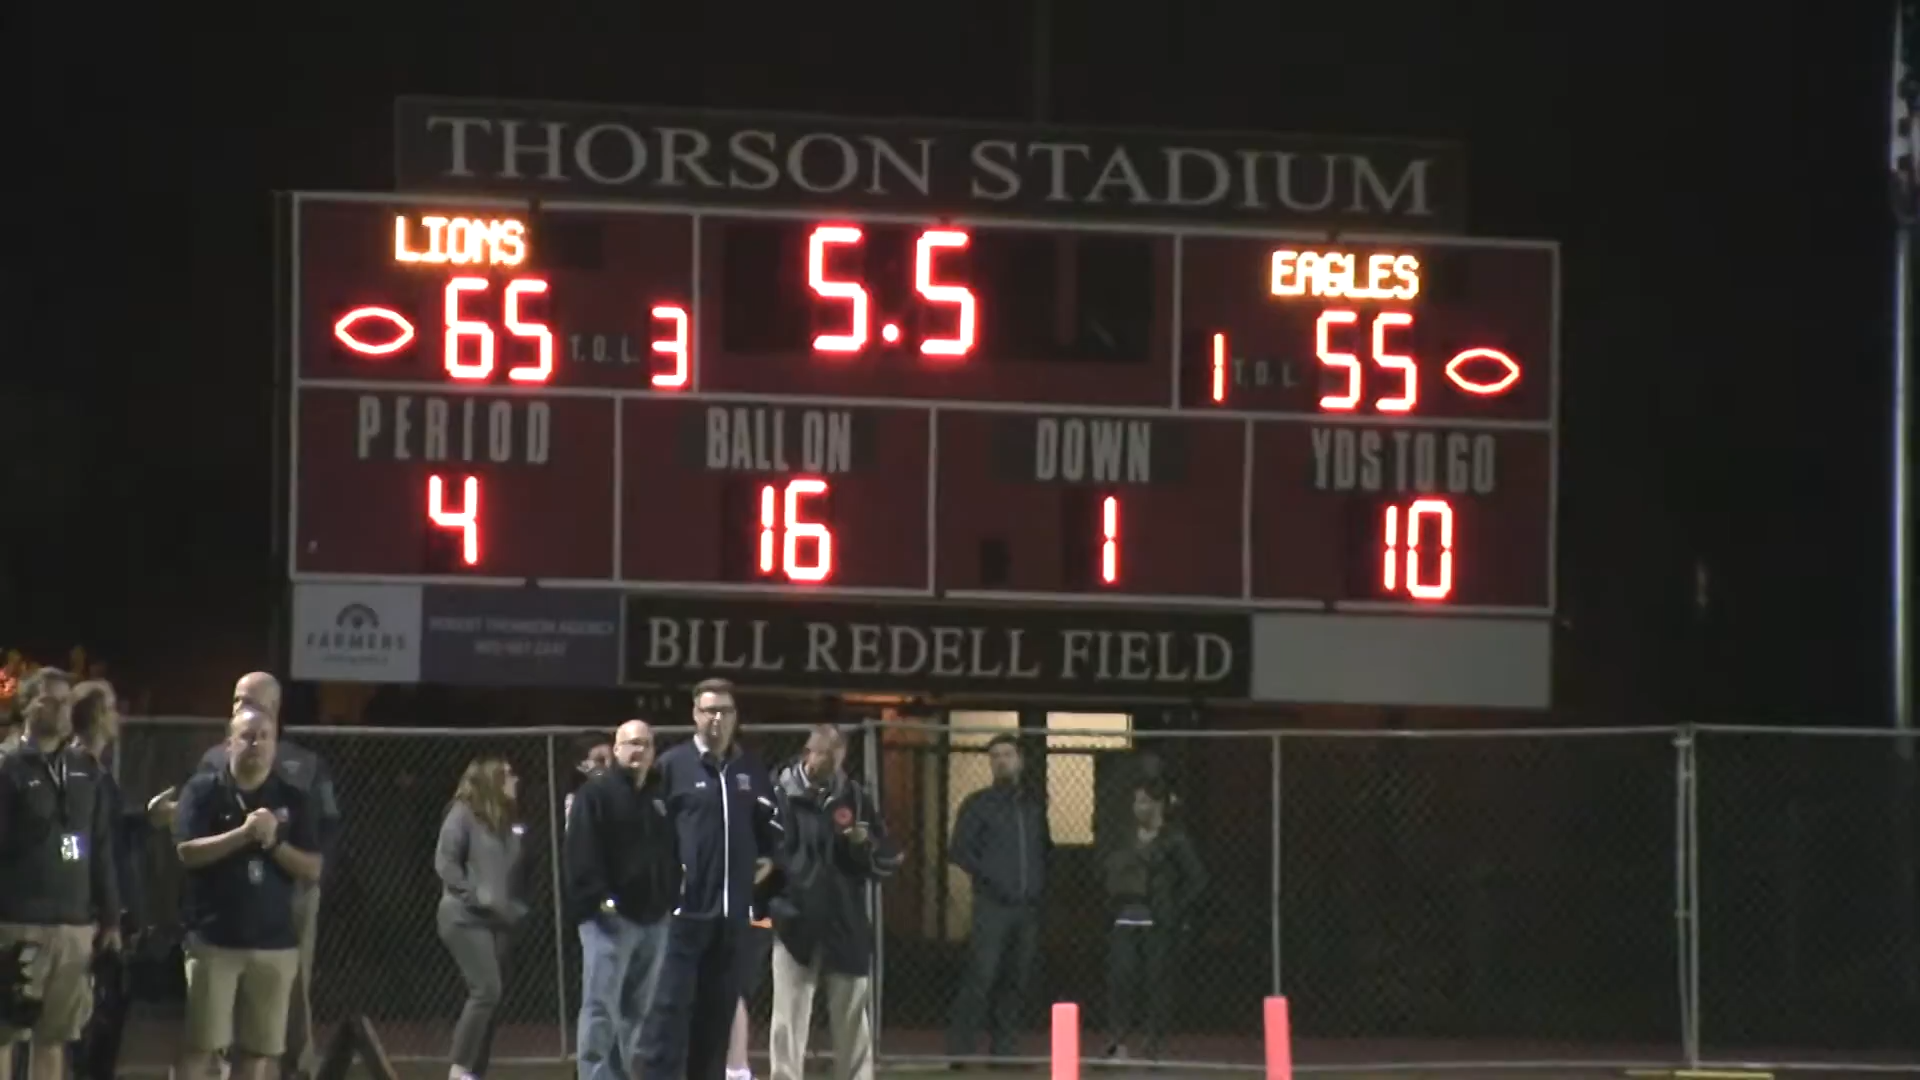 THORSON STADIUM
LIONS
65 T.O.L. 3
5.5
EAGLES
1 T.O.L. 55
PERIOD
4
BALL ON
16
DOWN
1
YDS TO GO
10
FARMERS
BILL REDELL FIELD